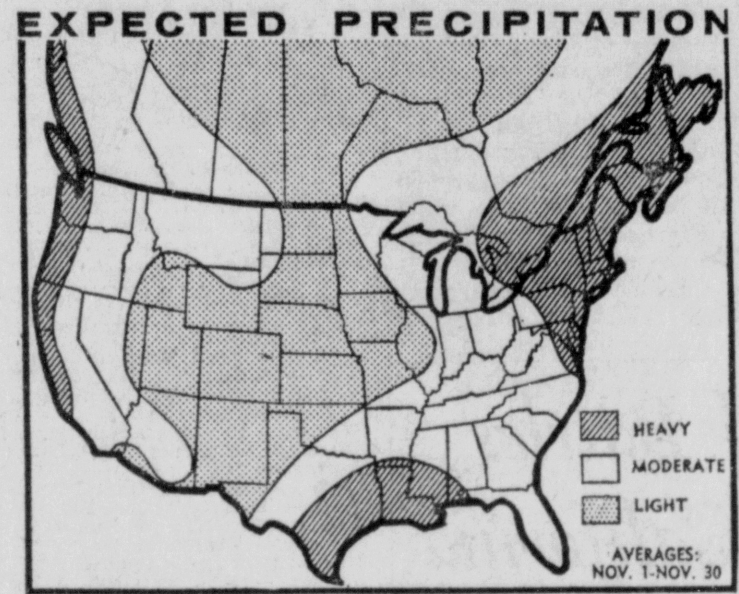 EXPECTED PRECIPITATION
HEAVY
MODERATE
LIGHT
AVERAGES:
NOV. 1-NOV. 30